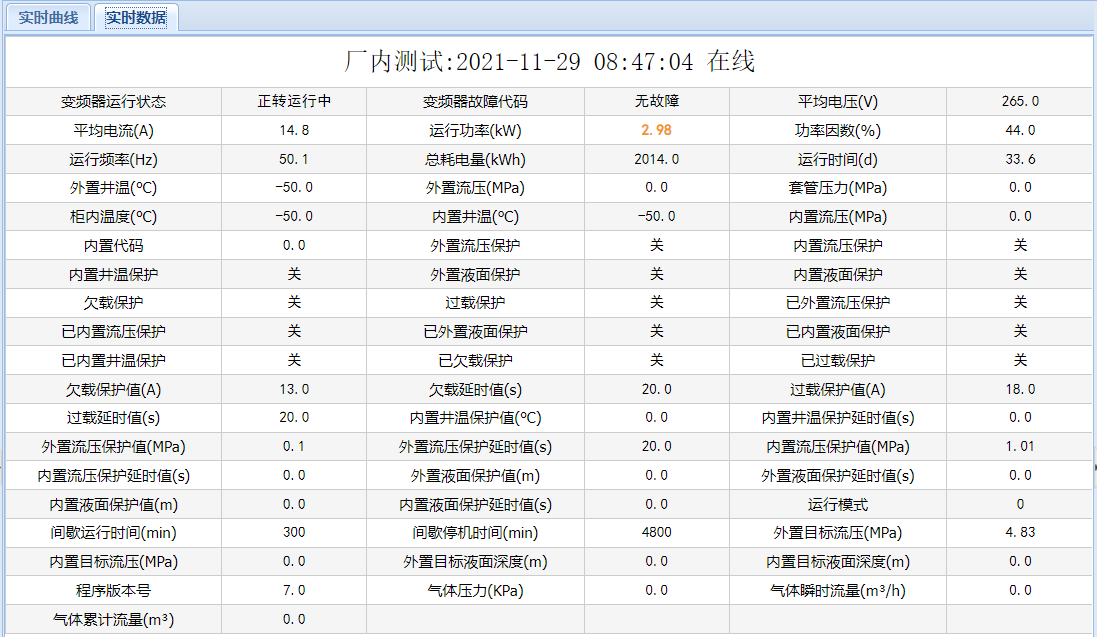 实时曲线 实时数据
厂内测试:2021-11-29 08:47:04 在线
变频器运行状态 正转运行中 变频器故障代码 无故障 平均电压(V) 265.0
平均电流(A) 14.8 运行功率(kW) 2.98 功率因数(%) 44.0
运行频率(Hz) 50.1 总耗电量(kWh) 2014.0 运行时间(d) 33.6
外置井温(℃) -50.0 外置流压(MPa) 0.0 套管压力(MPa) 0.0
柜内温度(℃) -50.0 内置井温(℃) -50.0 内置流压(MPa) 0.0
内置代码 0.0 外置流压保护 关 内置流压保护 关
内置井温保护 关 外置液面保护 关 内置液面保护 关
欠载保护 关 过载保护 关 已外置流压保护 关
已内置流压保护 关 已外置液面保护 关 已内置液面保护 关
已内置井温保护 关 已欠载保护 关 已过载保护 关
欠载保护值(A) 13.0 欠载延时值(s) 20.0 过载保护值(A) 18.0
过载延时值(s) 20.0 内置井温保护值(℃) 0.0 内置井温保护延时值(s) 0.0
外置流压保护值(MPa) 0.1 外置流压保护延时值(s) 20.0 内置流压保护值(MPa) 1.01
内置流压保护延时值(s) 0.0 外置液面保护值(m) 0.0 外置液面保护延时值(s) 0.0
内置液面保护值(m) 0.0 内置液面保护延时值(s) 0.0 运行模式 0
间歇运行时间(min) 300 间歇停机时间(min) 4800 外置目标流压(MPa) 4.83
内置目标流压(MPa) 0.0 外置目标液面深度(m) 0.0 内置目标液面深度(m) 0.0
程序版本号 7.0 气体压力(KPa) 0.0 气体瞬时流量(m³/h) 0.0
气体累计流量(m³) 0.0